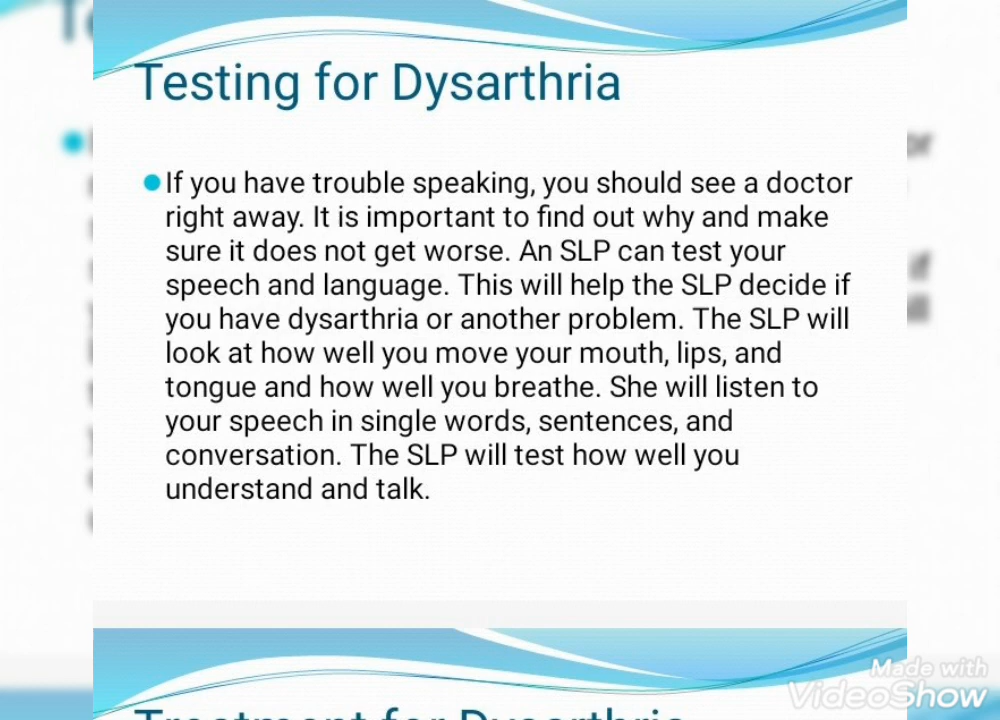 Testing for Dysarthria
If you have trouble speaking, you should see a doctor
right away. It is important to find out why and make
sure it does not get worse. An SLP can test your
speech and language. This will help the SLP decide if
you have dysarthria or another problem. The SLP will
look at how well you move your mouth, lips, and
tongue and how well you breathe. She will listen to
your speech in single words, sentences, and
conversation. The SLP will test how well you
understand and talk.
Made with
VideoShow
Treatment for Dysarthria